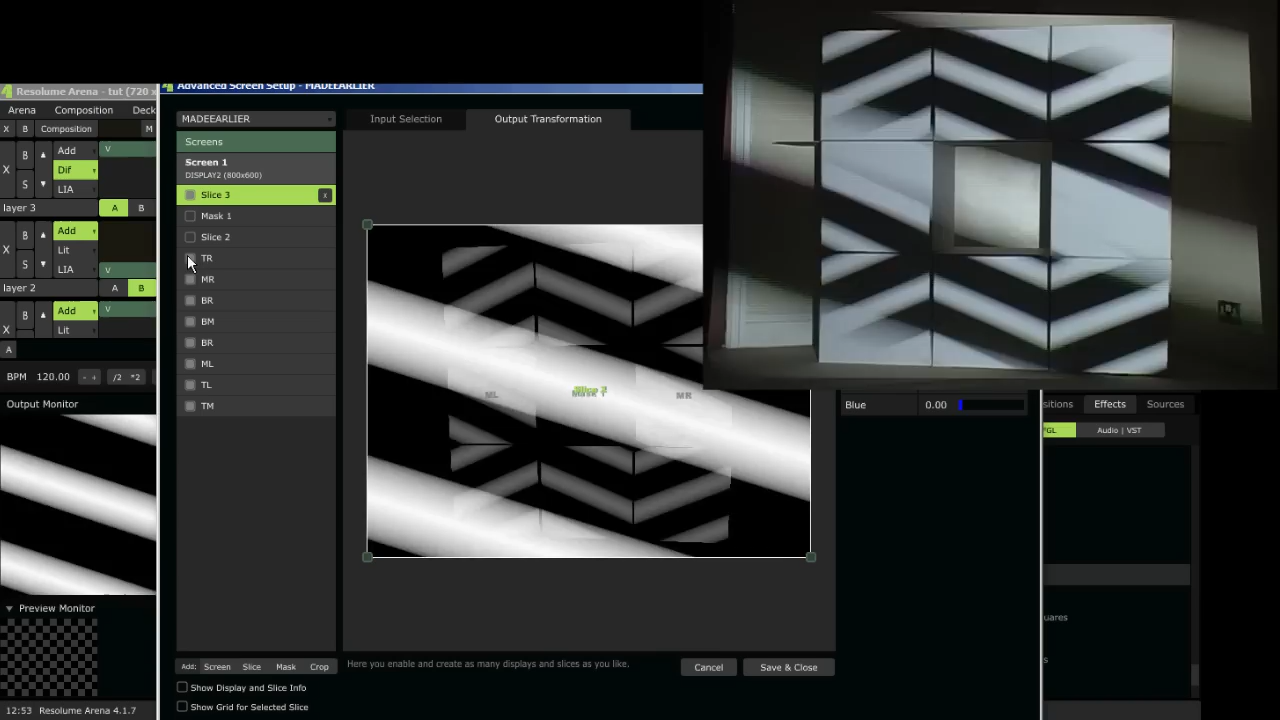 Resolume Arena - tut (720 x
Arena Composition Deck
X B Composition M
Add
V
B
X Dif
S
LIA
layer 3 A B
Add
B
X Lit
S
LIA
V
layer 2 A B
Add
V
B
X Lit
A
BPM 120.00 - + /2 *2
Output Monitor
Preview Monitor
12:53 Resolume Arena 4.1.7
Advanced Screen Setup - MADEEARLIER
MADEEARLIER
Input Selection Output Transformation
Screens
Screen 1
DISPLAY2 (800x600)
Slice 3 x
Mask 1
Slice 2
TR
MR
BR
BM
BR
ML
TL
TM
ML
MR
Add: Screen Slice Mask Crop
Here you enable and create as many displays and slices as you like.
Cancel Save & Close
Show Display and Slice Info
Show Grid for Selected Slice
Blue 0.00
sitions Effects Sources
GL Audio | VST
uares
s